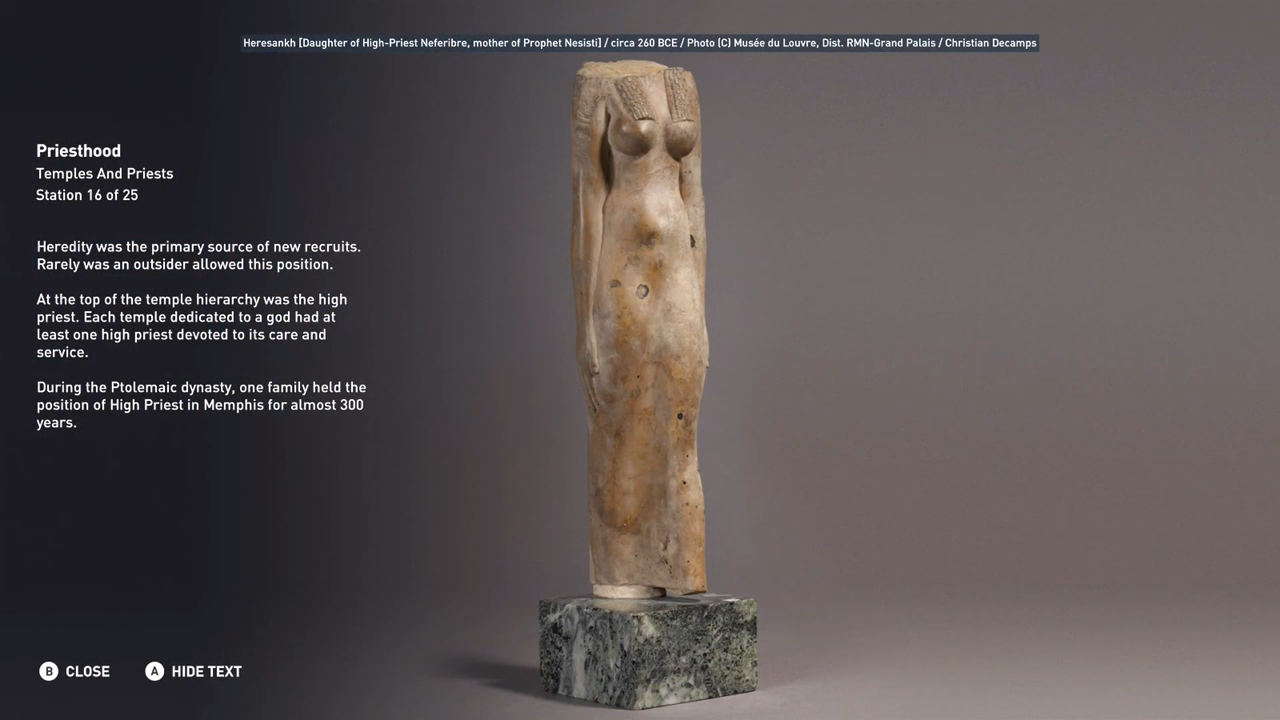 Heresankh [Daughter of High-Priest Neferibre, mother of Prophet Nesisti] / circa 260 BCE / Photo (C) Musée du Louvre, Dist. RMN-Grand Palais / Christian Decamps
Priesthood
Temples And Priests
Station 16 of 25
Heredity was the primary source of new recruits.
Rarely was an outsider allowed this position.
At the top of the temple hierarchy was the high
priest. Each temple dedicated to a god had at
least one high priest devoted to its care and
service.
During the Ptolemaic dynasty, one family held the
position of High Priest in Memphis for almost 300
years.
B CLOSE A HIDE TEXT